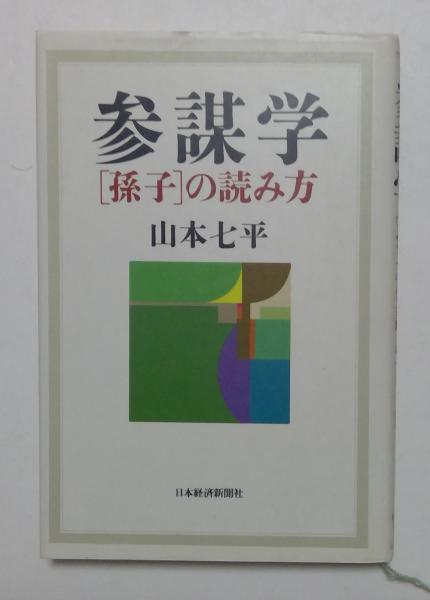 参謀学
[孫子]の読み方
山本七平
日本経済新聞社